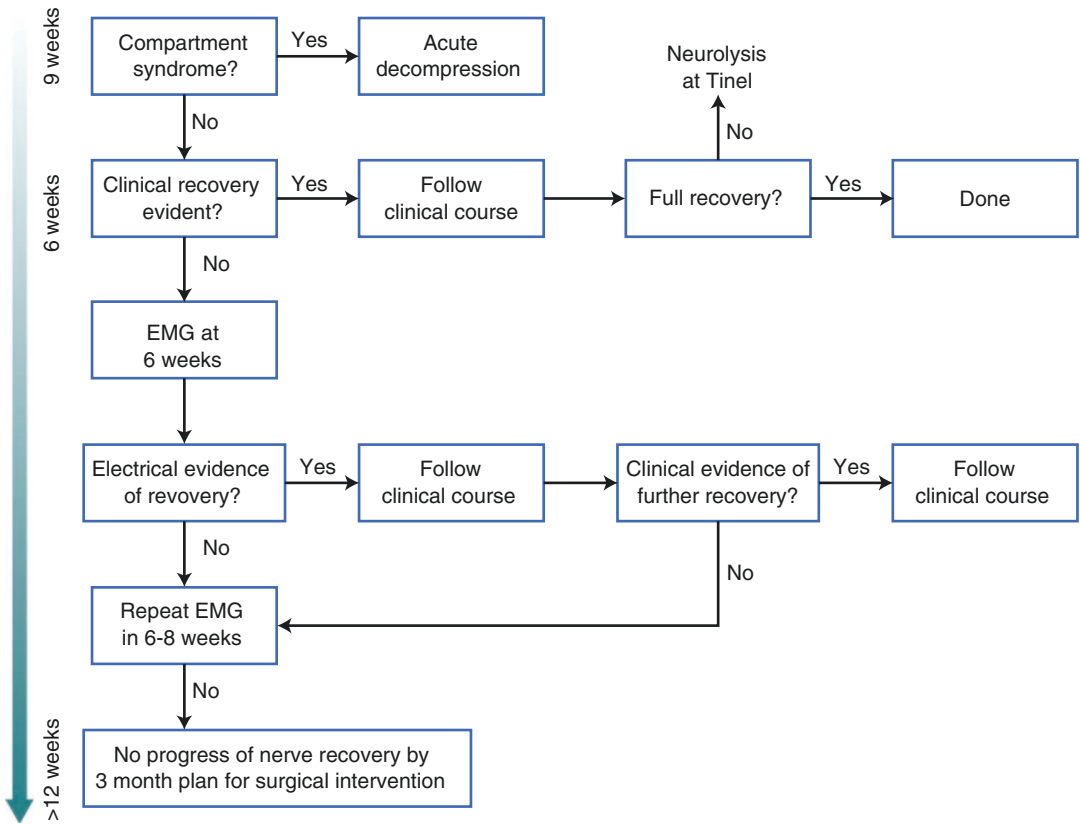 9 weeks
Compartment
syndrome?
Yes
Acute
decompression
Neurolysis
at Tinel
No
No
6 weeks
Clinical recovery
evident?
Yes
Follow
clinical course
Full recovery?
Yes
Done
No
EMG at
6 weeks
Electrical evidence
of revovery?
Yes
Follow
clinical course
Clinical evidence of
further recovery?
Yes
Follow
clinical course
No
No
Repeat EMG
in 6-8 weeks
No
>12 weeks
No progress of nerve recovery by
3 month plan for surgical intervention